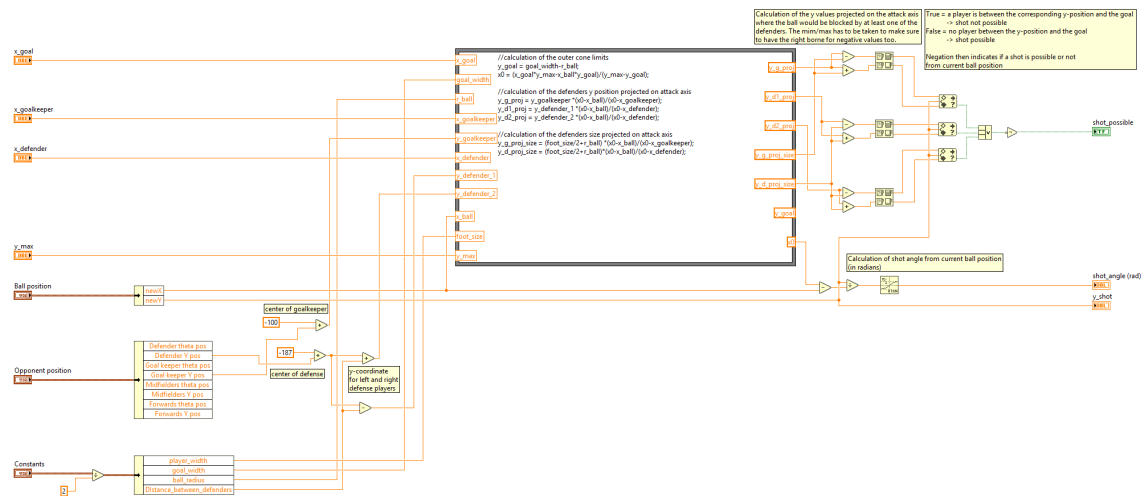 Calculation of the y values projected on the attack axis
where the ball would be blocked by at least one of the
defenders. The mim/max has to be taken to make sure
to have the right borne for negative values too.
True = a player is between the corresponding y-position and the goal
-> shot not possible
False = no player between the y-position and the goal
-> shot possible
Negation then indicates if a shot is possible or not
from current ball position
x_goal
x_goalkeeper
x_defender
y_max
Ball position
newX
newY
Opponent position
Defender theta pos
Defender Y pos
Goal keeper theta pos
Goal keeper Y pos
Midfielders theta pos
Midfielders Y pos
Forwards theta pos
Forwards Y pos
Constants
2
player_width
goal_width
ball_radius
Distance_between_defenders
center of goalkeeper
-100
-187
center of defense
y-coordinate
for left and right
defense players
x_goal
goal_width
r_ball
x_goalkeeper
y_goalkeeper
x_defender
y_defender_1
y_defender_2
x_ball
foot_size
y_max
//calculation of the outer cone limits
y_goal = goal_width-r_ball;
x0 = (x_goal*y_max-x_ball*y_goal)/(y_max-y_goal);
//calculation of the defenders y position projected on attack axis
y_g_proj = y_goalkeeper *(x0-x_ball)/(x0-x_goalkeeper);
y_d1_proj = y_defender_1 *(x0-x_ball)/(x0-x_defender);
y_d2_proj = y_defender_2 *(x0-x_ball)/(x0-x_defender);
//calculation of the defenders size projected on attack axis
y_g_proj_size = (foot_size/2+r_ball) *(x0-x_ball)/(x0-x_goalkeeper);
y_d_proj_size = (foot_size/2+r_ball)*(x0-x_ball)/(x0-x_defender);
y_g_proj
y_d1_proj
y_d2_proj
y_g_proj_size
y_d_proj_size
y_goal
x0
Calculation of shot angle from current ball position
(in radians)
shot_possible
TF
shot_angle (rad)
y_shot